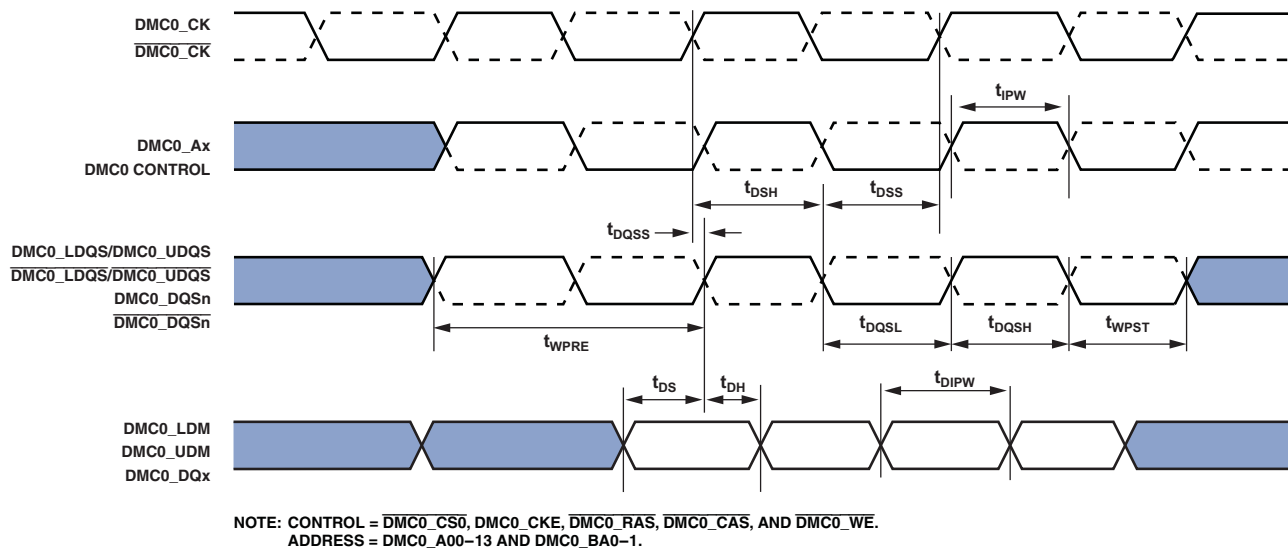 DMC0_CK
DMC0_CK
tIPW
DMC0_Ax
DMC0 CONTROL
tDSH
tDSS
tDQSS
DMC0_LDQS/DMC0_UDQS
DMC0_LDQS/DMC0_UDQS
DMC0_DQSn
DMC0_DQSn
tWPRE
tDQSL
tDQSH
tWPST
tDS
tDH
tDIPW
DMC0_LDM
DMC0_UDM
DMC0_DQx
NOTE: CONTROL = DMC0_CS0, DMC0_CKE, DMC0_RAS, DMC0_CAS, AND DMC0_WE.
ADDRESS = DMC0_A00–13 AND DMC0_BA0–1.